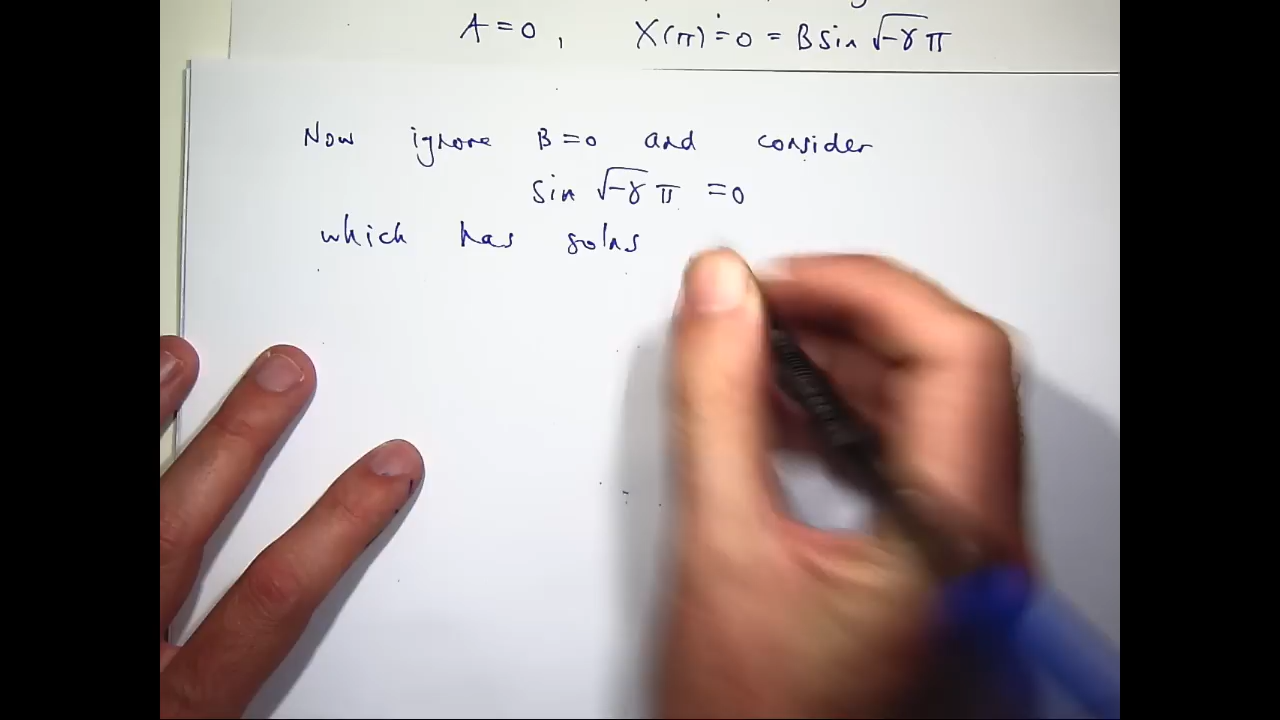 A = 0 , X(π) = 0 = B sin √-γ π
Now ignore B = 0 and consider
sin √-γ π = 0
which has solns